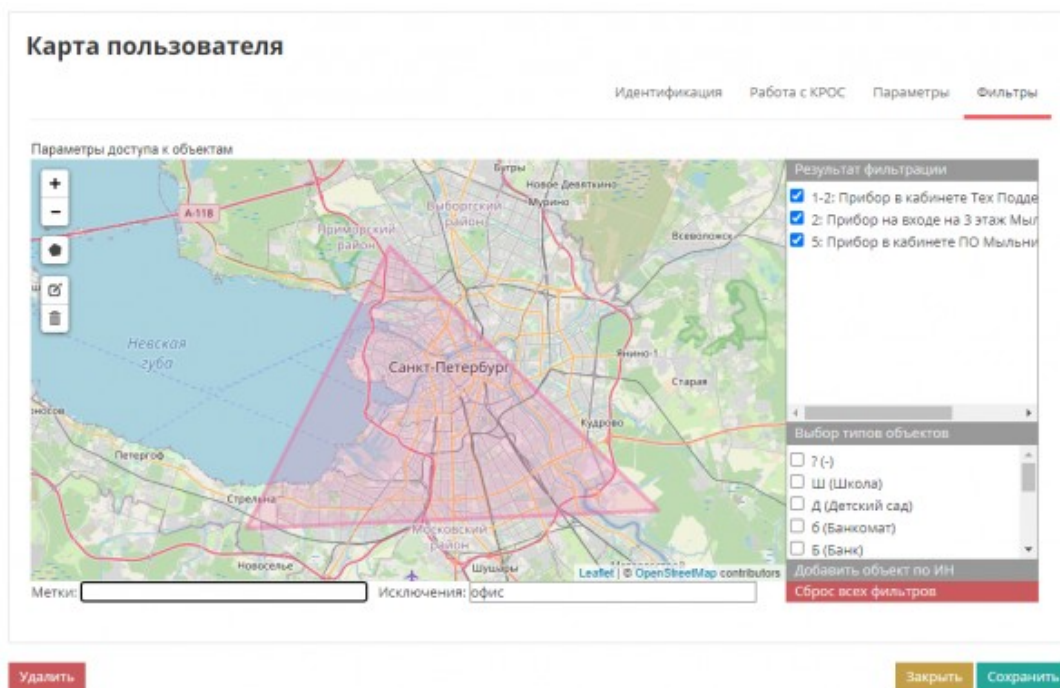 Карта пользователя
Идентификация Работа с КРОС Параметры Фильтры
Параметры доступа к объектам
+
-
А-118
Бугры
Новое Девяткино
Мурино
Выборгский район
Приморский район
Всеволожск
Невская губа
Санкт-Петербург
Янино-1
Старая
Кудрово
Петергоф
Стрельна
Московский район
Новоселье
Шушары
Leaflet | © OpenStreetMap contributors
Результат фильтрации
1-2: Прибор в кабинете Тех Подде
2: Прибор на входе на 3 этаж Мыл
5: Прибор в кабинете ПО Мыльни
Выбор типов объектов
? (-)
Ш (Школа)
Д (Детский сад)
б (Банкомат)
Б (Банк)
Добавить объект по ИН
Сброс всех фильтров
Метки: Исключения: офис
Удалить Закрыть Сохранить